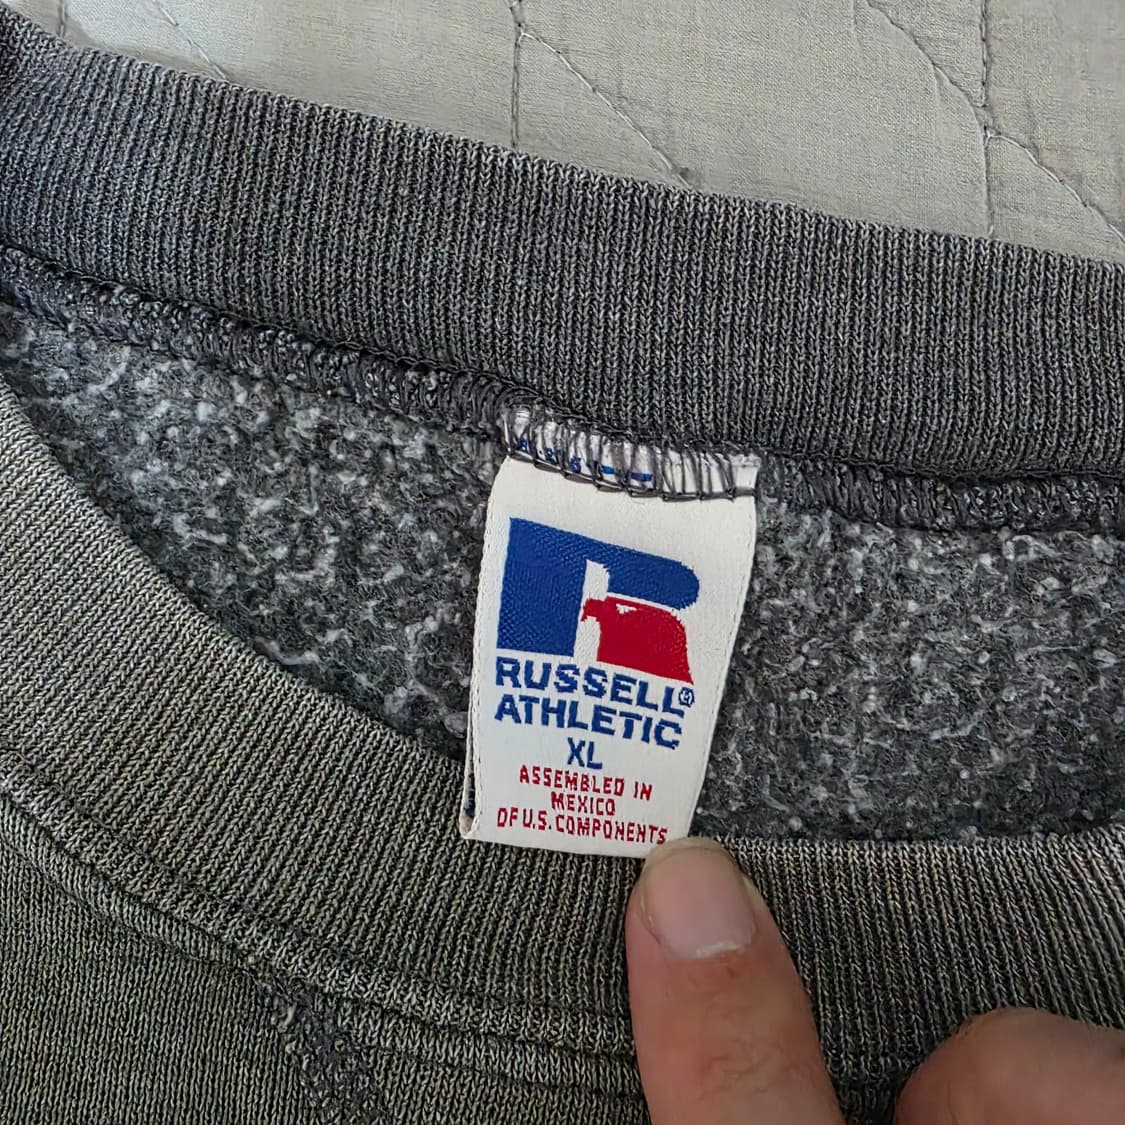 RUSSELL®
ATHLETIC
XL
ASSEMBLED IN
MEXICO
OF U.S. COMPONENTS